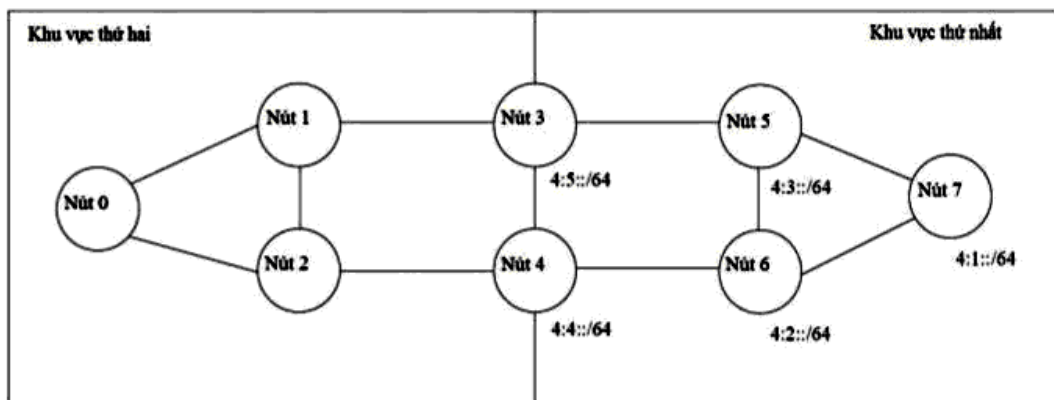 Khu vực thứ hai
Khu vực thứ nhất
Nút 1
Nút 3
Nút 5
4:5::/64
4:3::/64
Nút 0
Nút 7
4:1::/64
Nút 2
Nút 4
Nút 6
4:4::/64
4:2::/64